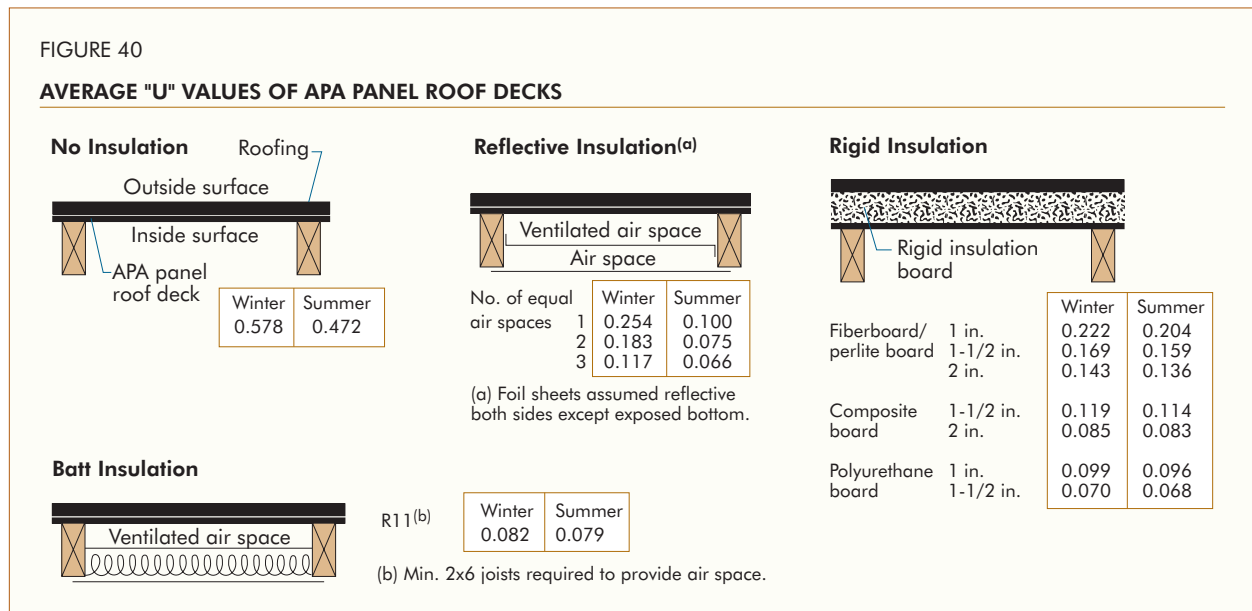 FIGURE 40
AVERAGE "U" VALUES OF APA PANEL ROOF DECKS
No Insulation
Roofing
Outside surface
Inside surface
APA panel
roof deck
Winter Summer
0.578 0.472
Reflective Insulation(a)
Ventilated air space
Air space
No. of equal Winter Summer
air spaces 1 0.254 0.100
2 0.183 0.075
3 0.117 0.066
(a) Foil sheets assumed reflective
both sides except exposed bottom.
Rigid Insulation
Rigid insulation
board
Winter Summer
Fiberboard/ 1 in. 0.222 0.204
perlite board 1-1/2 in. 0.169 0.159
2 in. 0.143 0.136
Composite 1-1/2 in. 0.119 0.114
board 2 in. 0.085 0.083
Polyurethane 1 in. 0.099 0.096
board 1-1/2 in. 0.070 0.068
Batt Insulation
Ventilated air space
R11(b) Winter Summer
0.082 0.079
(b) Min. 2x6 joists required to provide air space.